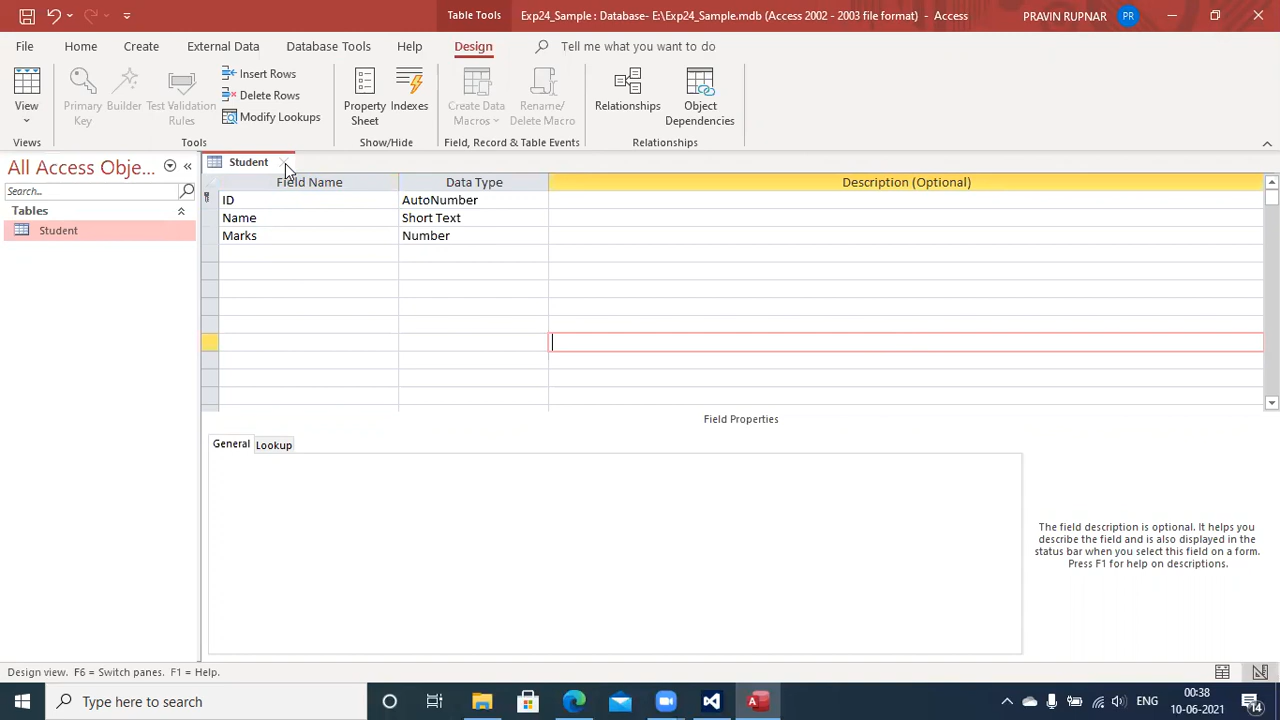 Table Tools
Exp24_Sample : Database- E:\Exp24_Sample.mdb (Access 2002 - 2003 file format) - Access
PRAVIN RUPNAR
PR
File
Home
Create
External Data
Database Tools
Help
Design
Tell me what you want to do
View
Primary
Key
Builder
Test Validation
Rules
Insert Rows
Delete Rows
Modify Lookups
Property
Sheet
Indexes
Create Data
Macros
Rename/
Delete Macro
Relationships
Object
Dependencies
Views
Tools
Show/Hide
Field, Record & Table Events
Relationships
All Access Obje...
Search...
Tables
Student
Student
Field Name
Data Type
Description (Optional)
ID
AutoNumber
Name
Short Text
Marks
Number
Field Properties
General
Lookup
The field description is optional. It helps you
describe the field and is also displayed in the
status bar when you select this field on a form.
Press F1 for help on descriptions.
Design view. F6 = Switch panes. F1 = Help.
Type here to search
ENG
00:38
10-06-2021
14